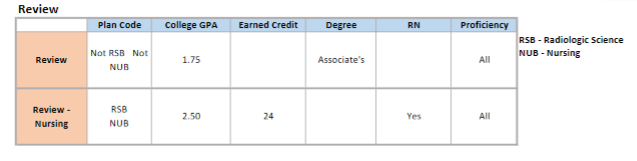 Review
Plan Code College GPA Earned Credit Degree RN Proficiency
RSB - Radiologic Science
NUB - Nursing
Review Not RSB Not NUB 1.75 Associate's All
Review - Nursing RSB NUB 2.50 24 Yes All